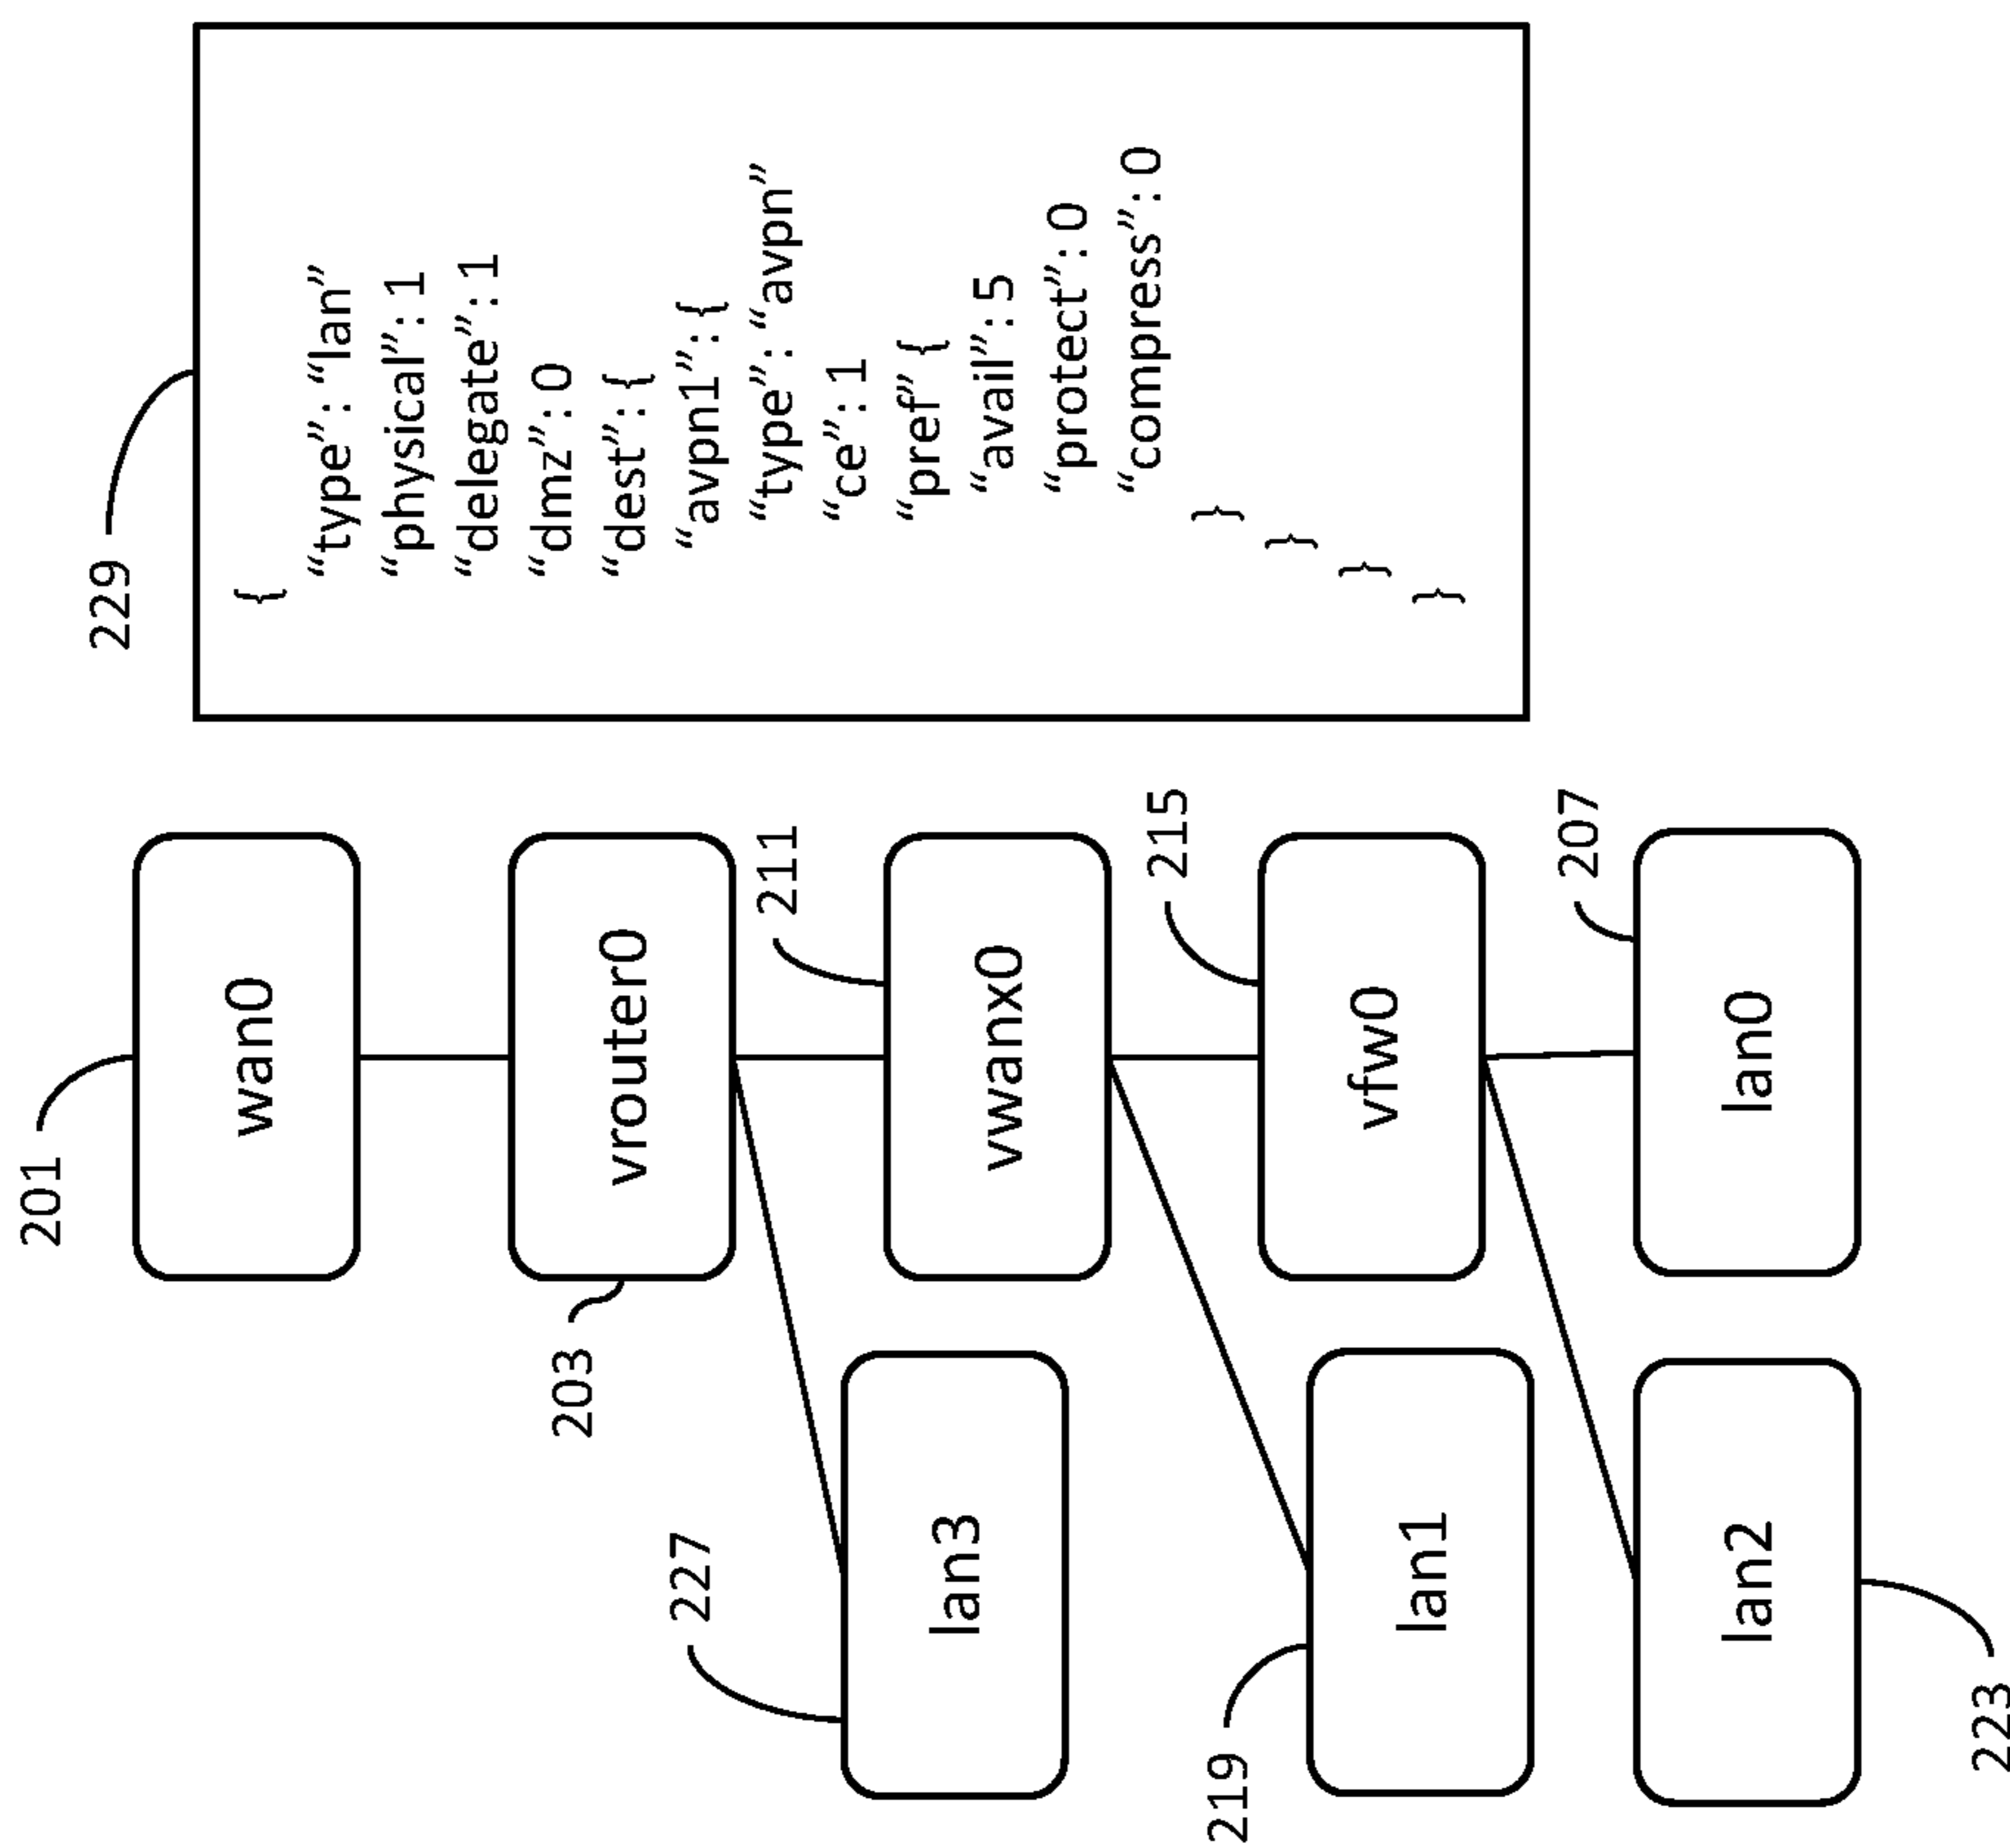 229
{
“type”: “lan”
“physical”: 1
“delegate”: 1
“dmz”: 0
“dest”: {
“avpn1”: {
“type”: “avpn”
“ce”: 1
“pref” {
“avail”: 5
“protect”: 0
“compress”: 0
}
}
}
}
201
wan0
203
vrouter0
211
vwanx0
215
vfw0
207
lan0
227
lan3
219
lan1
lan2
223